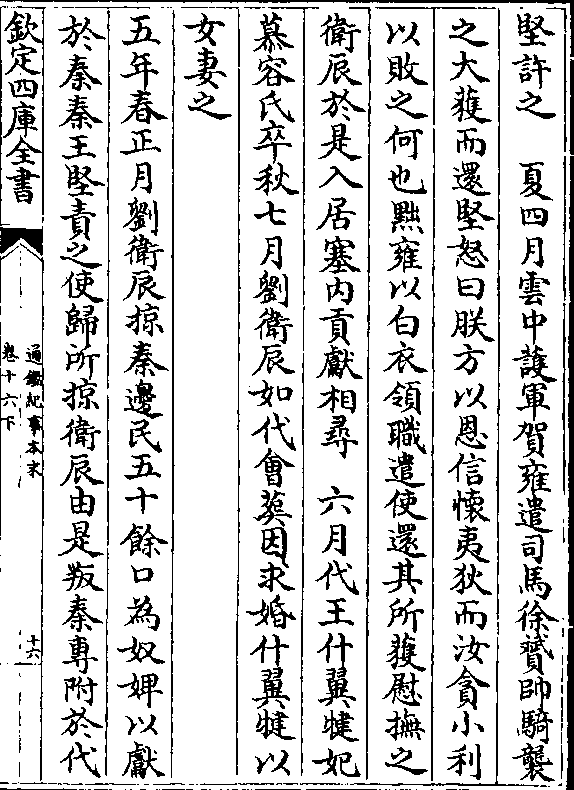 堅許之　夏四月雲中護軍賀雍遣司馬徐贇帥騎襲
之大獲而還堅怒曰朕方以恩信懷夷狄而汝貪小利
以敗之何也黜雍以白衣領職遣使還其所獲慰撫之
衛辰於是入居塞内貢獻相尋　六月代王什翼犍妃
慕容氏卒秋七月劉衛辰如代會葬因求婚什翼犍以
女妻之
五年春正月劉衛辰掠秦邊民五十餘口為奴婢以獻
於秦秦王堅責之使歸所掠衛辰由是叛秦專附於代
欽定四庫全書
通鑑紀事本末
卷十六下
十六